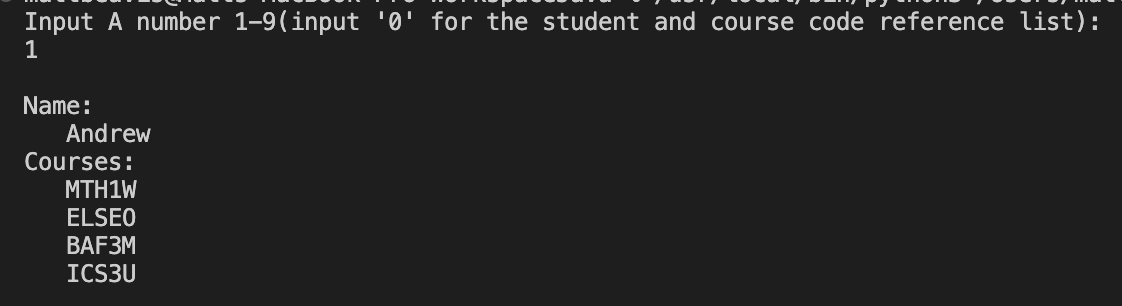 Input A number 1-9(input '0' for the student and course code reference list):
1
Name:
Andrew
Courses:
MTH1W
ELSEO
BAF3M
ICS3U